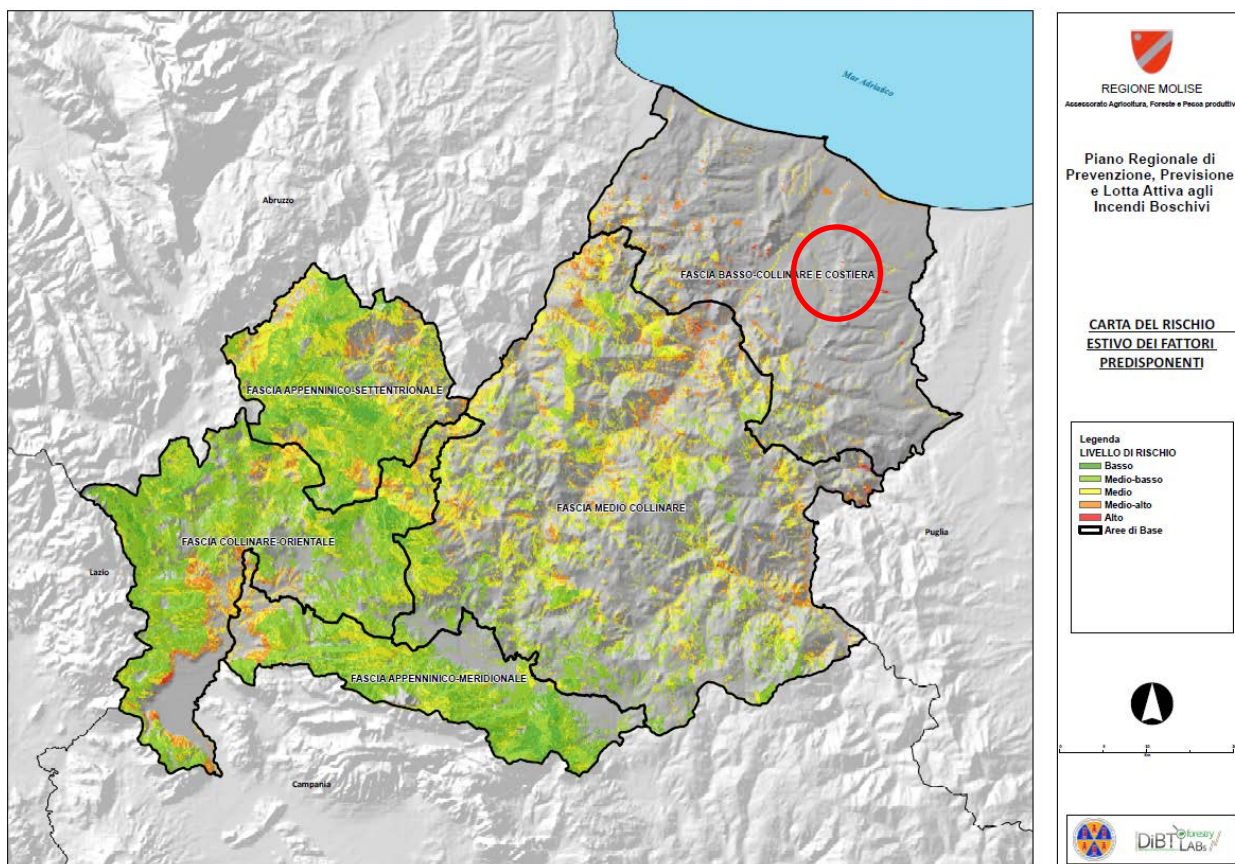 Mar Adriatico
Abruzzo
FASCIA BASSO-COLLINARE E COSTIERA
FASCIA APPENNINICO-SETTENTRIONALE
FASCIA MEDIO COLLINARE
FASCIA COLLINARE-ORIENTALE
Puglia
Lazio
FASCIA APPENNINICO-MERIDIONALE
Campania
REGIONE MOLISE
Assessorato Agricoltura, Foreste e Pesca produttiva
Piano Regionale di
Prevenzione, Previsione
e Lotta Attiva agli
Incendi Boschivi
CARTA DEL RISCHIO
ESTIVO DEI FATTORI
PREDISPONENTI
Legenda
LIVELLO DI RISCHIO
Basso
Medio-basso
Medio
Medio-alto
Alto
Aree di Base
DiBT forestry
LABs